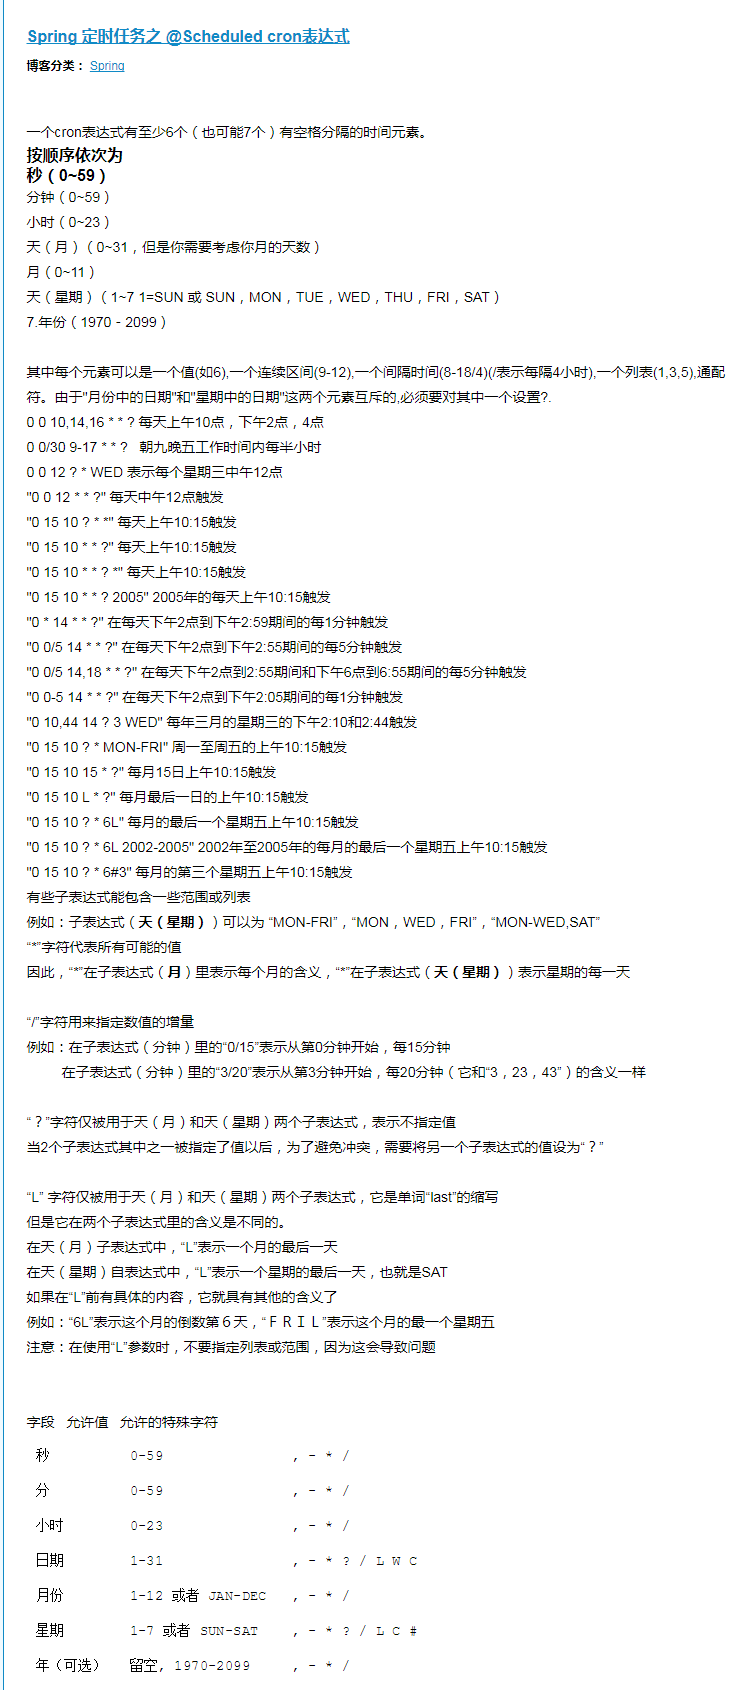 Spring 定时任务之 @Scheduled cron表达式
博客分类： Spring
一个cron表达式有至少6个（也可能7个）有空格分隔的时间元素。
按顺序依次为
秒（0~59）
分钟（0~59）
小时（0~23）
天（月）（0~31，但是你需要考虑你月的天数）
月（0~11）
天（星期）（1~7 1=SUN 或 SUN，MON，TUE，WED，THU，FRI，SAT）
7.年份（1970－2099）
其中每个元素可以是一个值(如6),一个连续区间(9-12),一个间隔时间(8-18/4)(/表示每隔4小时),一个列表(1,3,5),通配
符。由于"月份中的日期"和"星期中的日期"这两个元素互斥的,必须要对其中一个设置?.
0 0 10,14,16 * * ? 每天上午10点，下午2点，4点
0 0/30 9-17 * * ?   朝九晚五工作时间内每半小时
0 0 12 ? * WED 表示每个星期三中午12点
"0 0 12 * * ?" 每天中午12点触发
"0 15 10 ? * *" 每天上午10:15触发
"0 15 10 * * ?" 每天上午10:15触发
"0 15 10 * * ? *" 每天上午10:15触发
"0 15 10 * * ? 2005" 2005年的每天上午10:15触发
"0 * 14 * * ?" 在每天下午2点到下午2:59期间的每1分钟触发
"0 0/5 14 * * ?" 在每天下午2点到下午2:55期间的每5分钟触发
"0 0/5 14,18 * * ?" 在每天下午2点到2:55期间和下午6点到6:55期间的每5分钟触发
"0 0-5 14 * * ?" 在每天下午2点到下午2:05期间的每1分钟触发
"0 10,44 14 ? 3 WED" 每年三月的星期三的下午2:10和2:44触发
"0 15 10 ? * MON-FRI" 周一至周五的上午10:15触发
"0 15 10 15 * ?" 每月15日上午10:15触发
"0 15 10 L * ?" 每月最后一日的上午10:15触发
"0 15 10 ? * 6L" 每月的最后一个星期五上午10:15触发
"0 15 10 ? * 6L 2002-2005" 2002年至2005年的每月的最后一个星期五上午10:15触发
"0 15 10 ? * 6#3" 每月的第三个星期五上午10:15触发
有些子表达式能包含一些范围或列表
例如：子表达式（天（星期））可以为 “MON-FRI”，“MON，WED，FRI”，“MON-WED,SAT”
“*”字符代表所有可能的值
因此，“*”在子表达式（月）里表示每个月的含义，“*”在子表达式（天（星期））表示星期的每一天
“/”字符用来指定数值的增量
例如：在子表达式（分钟）里的“0/15”表示从第0分钟开始，每15分钟
在子表达式（分钟）里的“3/20”表示从第3分钟开始，每20分钟（它和“3，23，43”）的含义一样
“？”字符仅被用于天（月）和天（星期）两个子表达式，表示不指定值
当2个子表达式其中之一被指定了值以后，为了避免冲突，需要将另一个子表达式的值设为“？”
“L” 字符仅被用于天（月）和天（星期）两个子表达式，它是单词“last”的缩写
但是它在两个子表达式里的含义是不同的。
在天（月）子表达式中，“L”表示一个月的最后一天
在天（星期）自表达式中，“L”表示一个星期的最后一天，也就是SAT
如果在“L”前有具体的内容，它就具有其他的含义了
例如：“6L”表示这个月的倒数第６天，“ＦＲＩＬ”表示这个月的最一个星期五
注意：在使用“L”参数时，不要指定列表或范围，因为这会导致问题
字段   允许值   允许的特殊字符
秒 0-59 , - * /
分 0-59 , - * /
小时 0-23 , - * /
日期 1-31 , - * ? / L W C
月份 1-12 或者 JAN-DEC , - * /
星期 1-7 或者 SUN-SAT , - * ? / L C #
年（可选） 留空, 1970-2099 , - * /